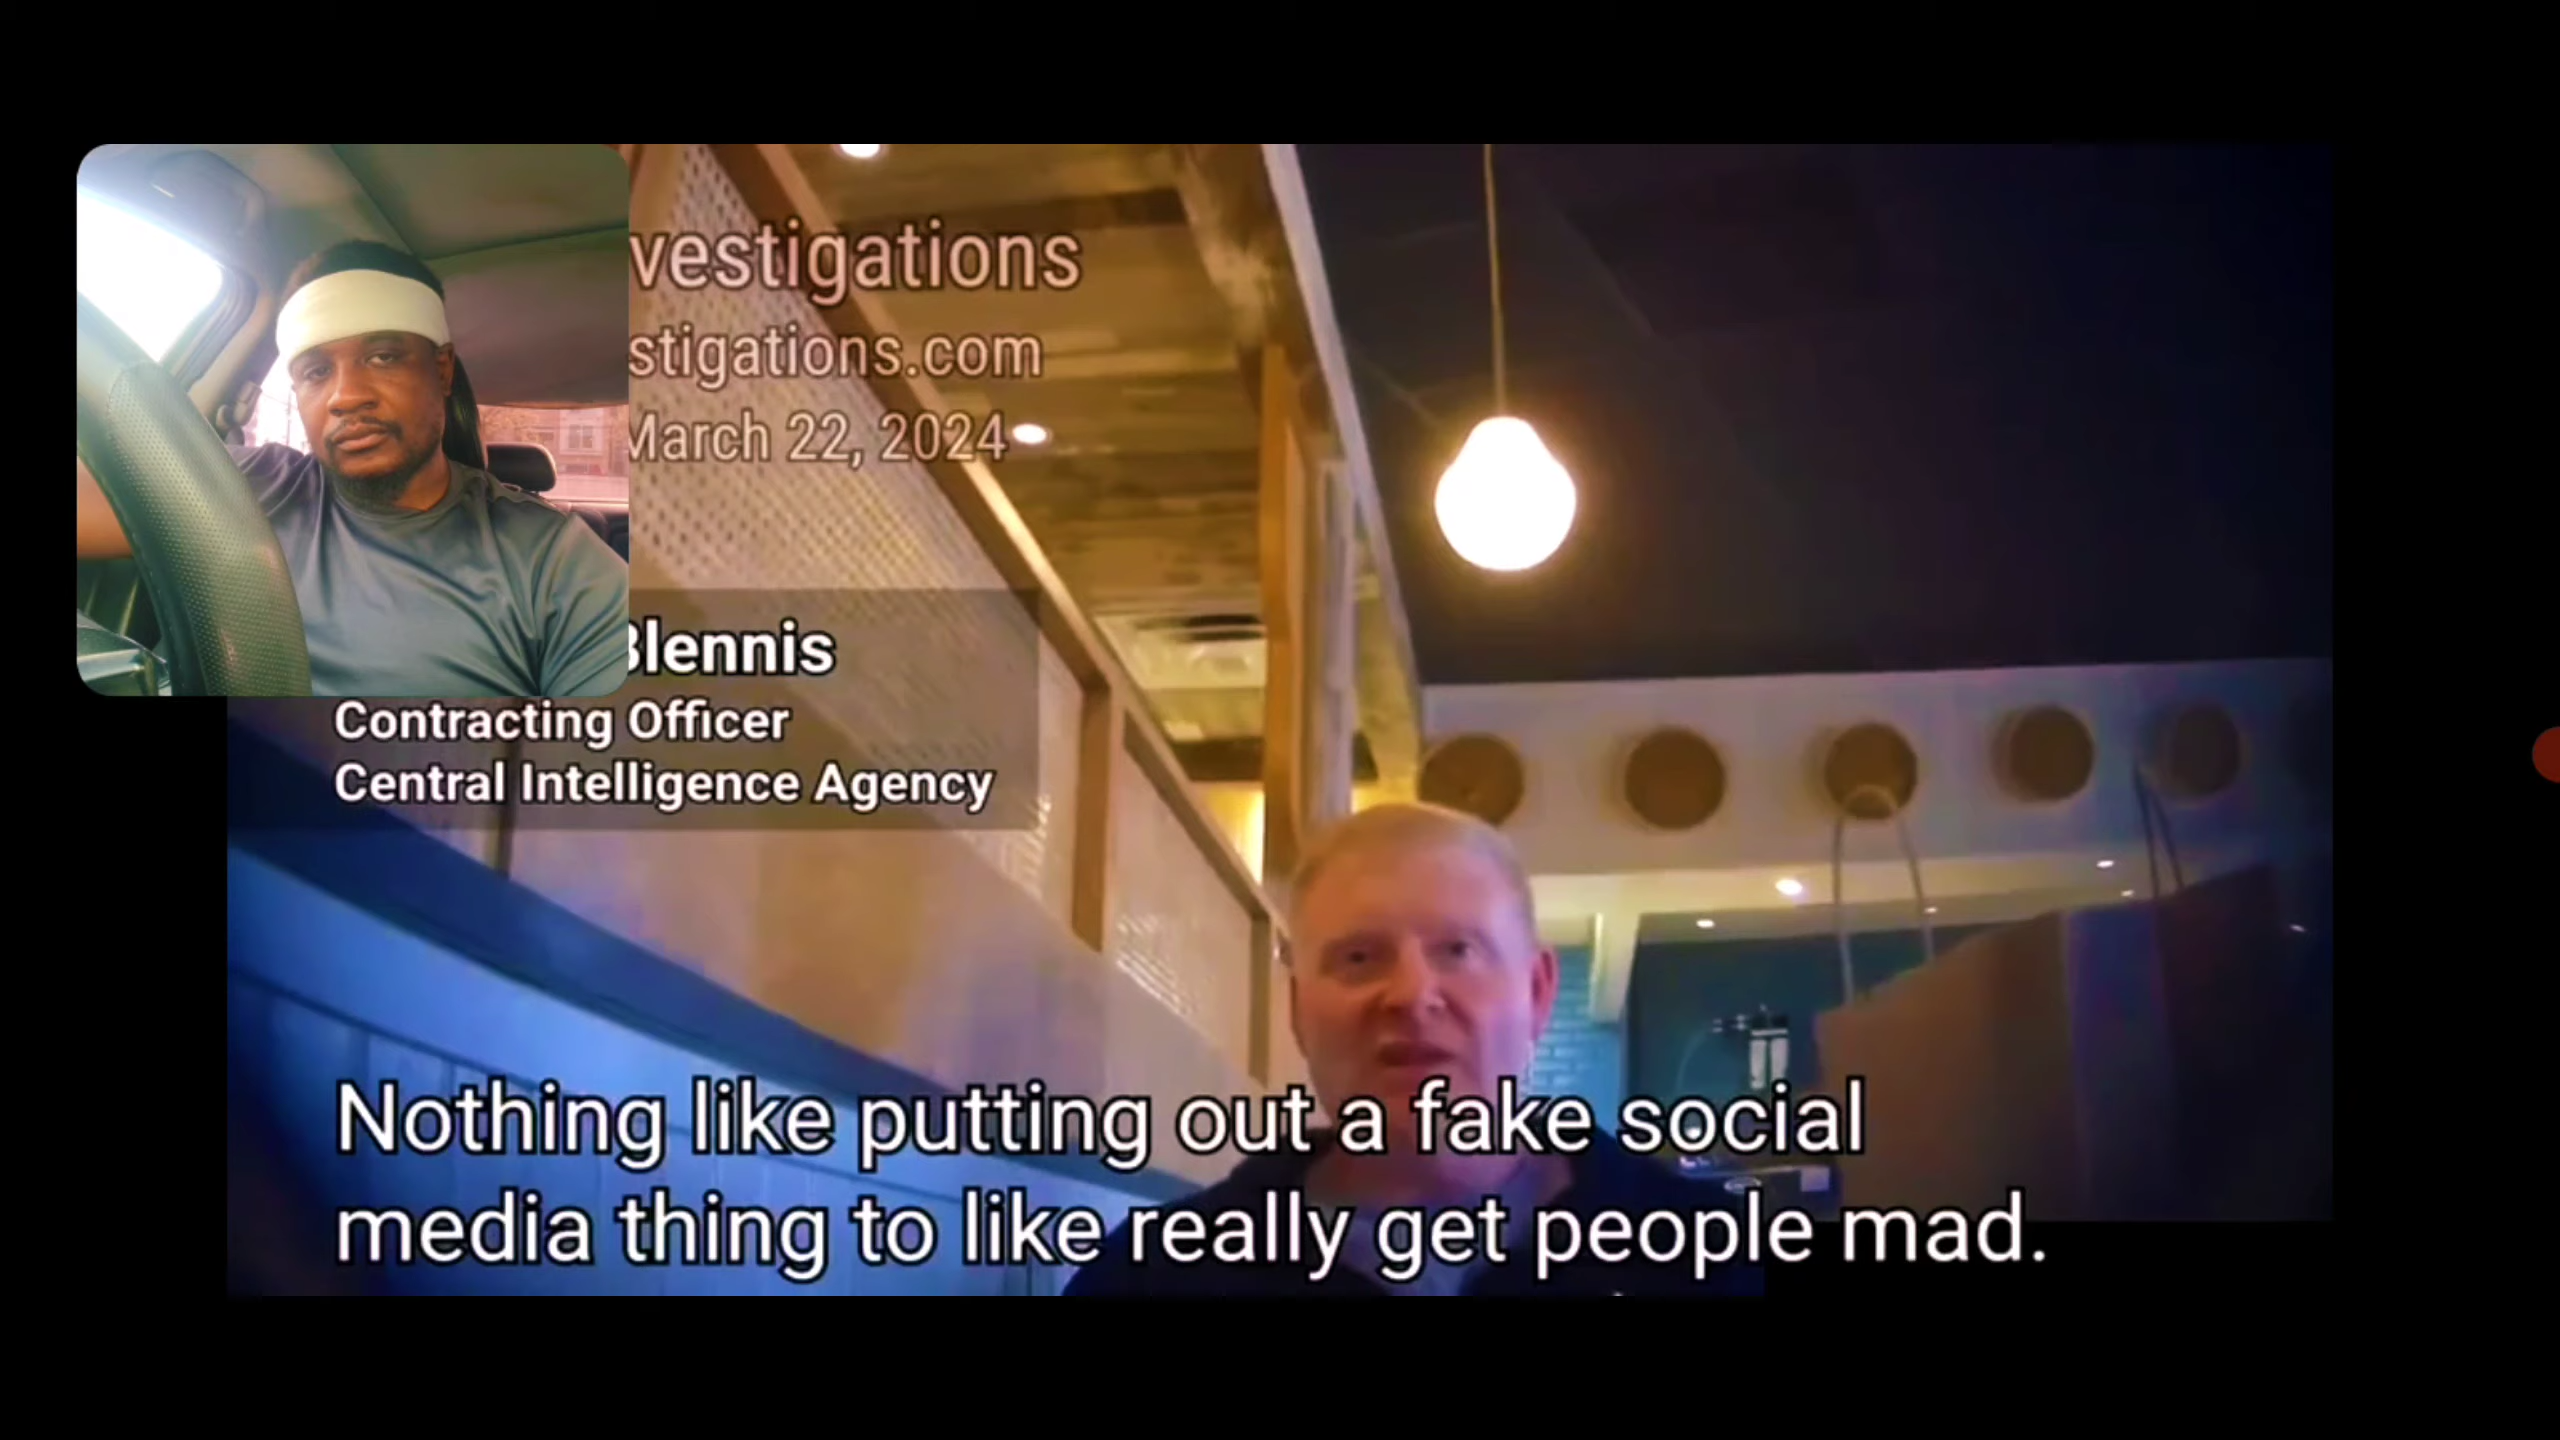 vestigations
stigations.com
March 22, 2024
Blennis
Contracting Officer
Central Intelligence Agency
Nothing like putting out a fake social
media thing to like really get people mad.